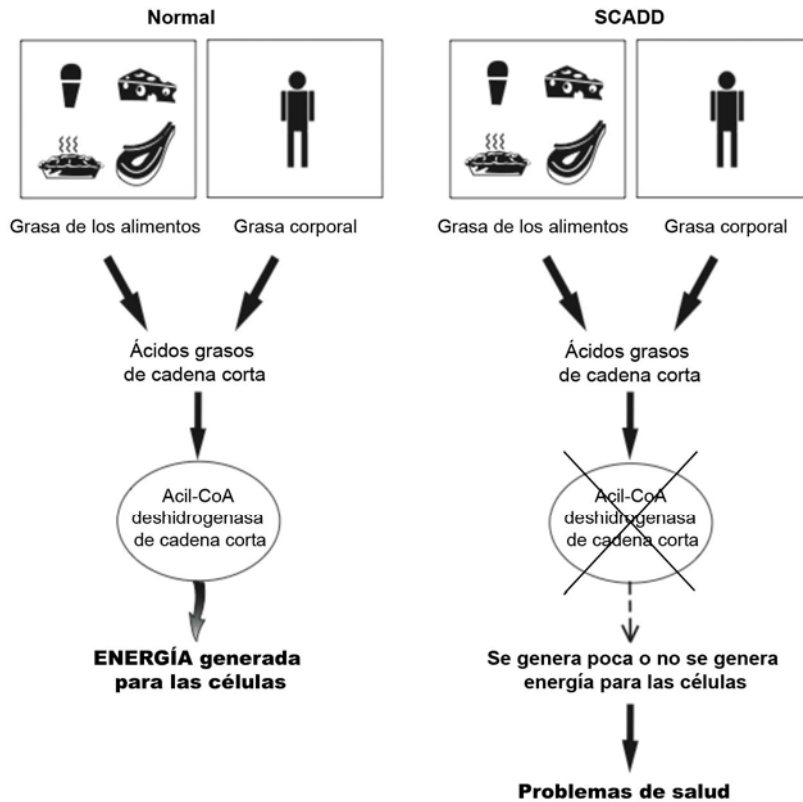 Normal
Grasa de los alimentos
Grasa corporal
Ácidos grasos
de cadena corta
Acil-CoA
deshidrogenasa
de cadena corta
ENERGÍA generada
para las células
SCADD
Grasa de los alimentos
Grasa corporal
Ácidos grasos
de cadena corta
Acil-CoA
deshidrogenasa
de cadena corta
Se genera poca o no se genera
energía para las células
Problemas de salud